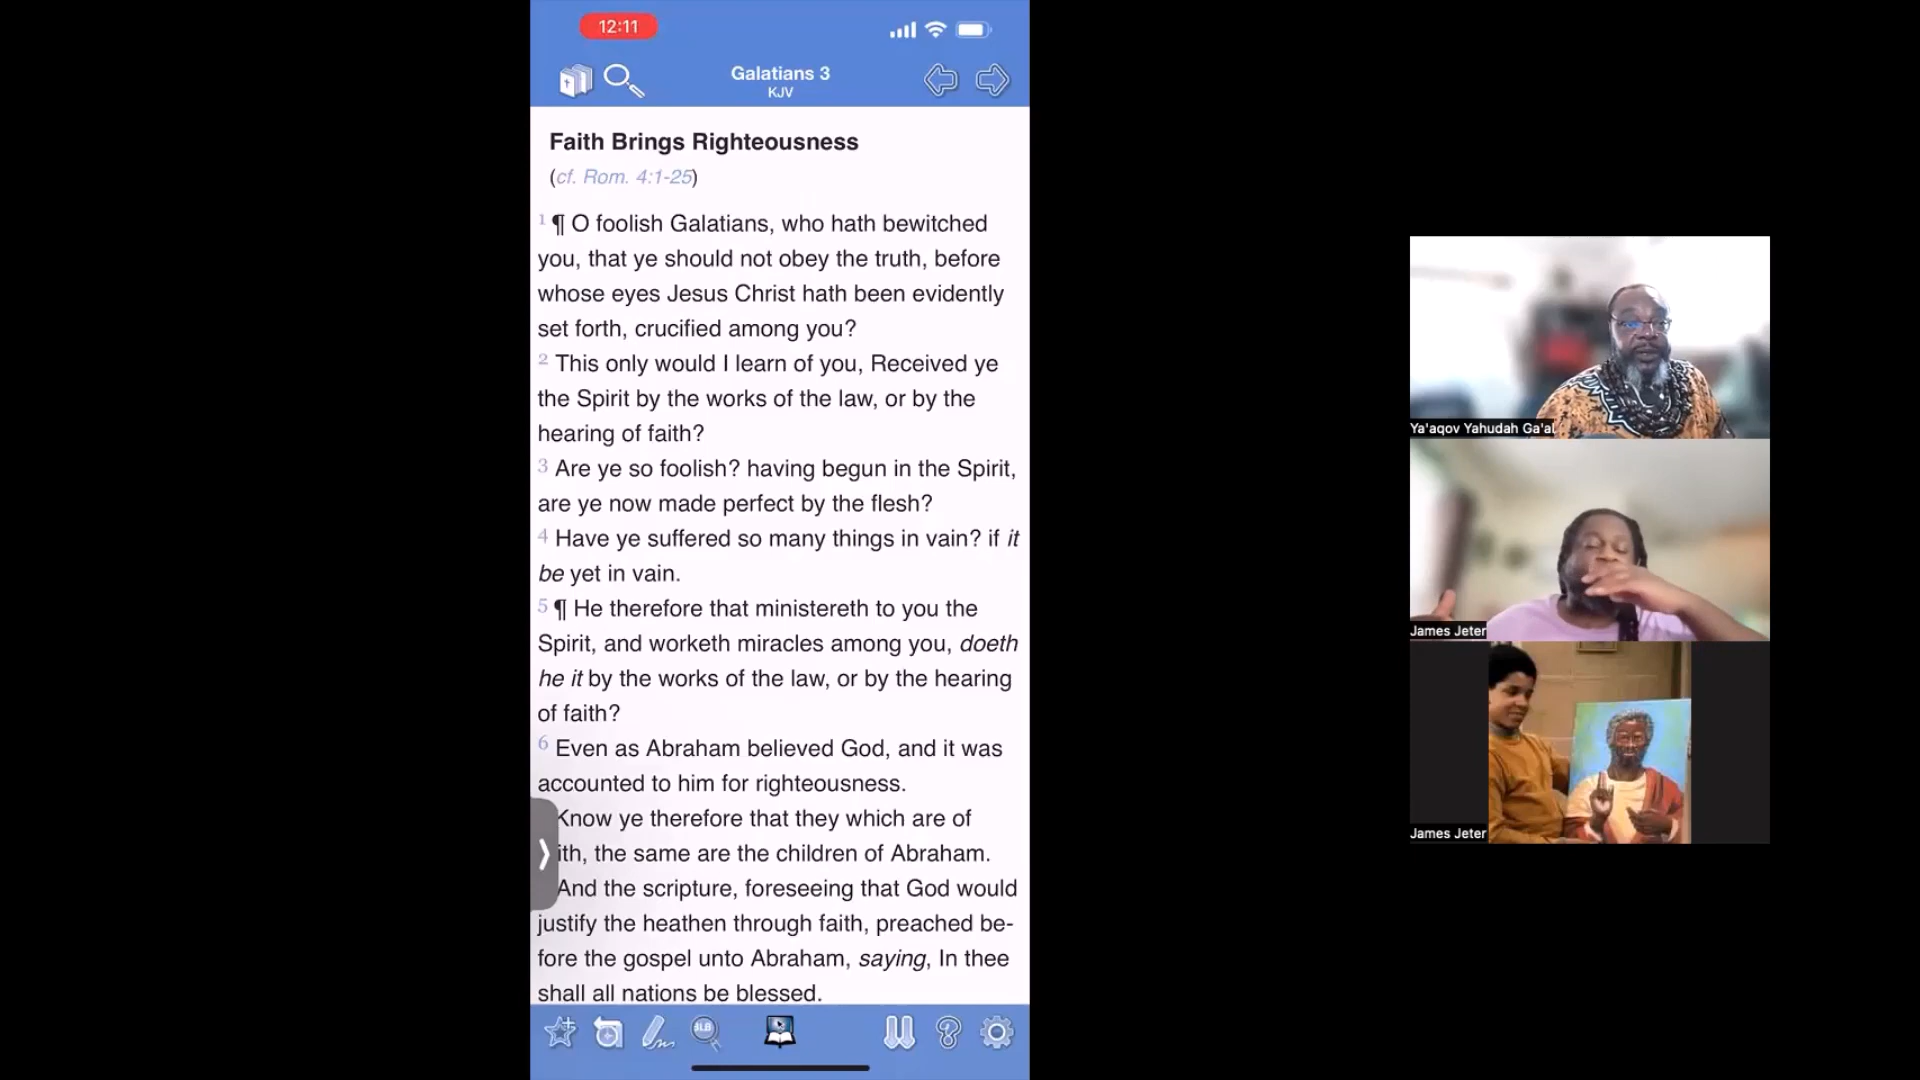 12:11
Galatians 3
KJV
Faith Brings Righteousness
(cf. Rom. 4:1-25)
1 ¶ O foolish Galatians, who hath bewitched
you, that ye should not obey the truth, before
whose eyes Jesus Christ hath been evidently
set forth, crucified among you?
2 This only would I learn of you, Received ye
the Spirit by the works of the law, or by the
hearing of faith?
3 Are ye so foolish? having begun in the Spirit,
are ye now made perfect by the flesh?
4 Have ye suffered so many things in vain? if it
be yet in vain.
5 ¶ He therefore that ministereth to you the
Spirit, and worketh miracles among you, doeth
he it by the works of the law, or by the hearing
of faith?
6 Even as Abraham believed God, and it was
accounted to him for righteousness.
Know ye therefore that they which are of
ith, the same are the children of Abraham.
And the scripture, foreseeing that God would
justify the heathen through faith, preached be-
fore the gospel unto Abraham, saying, In thee
shall all nations be blessed.
BLB
Ya'aqov Yahudah Ga'al
James Jeter
James Jeter